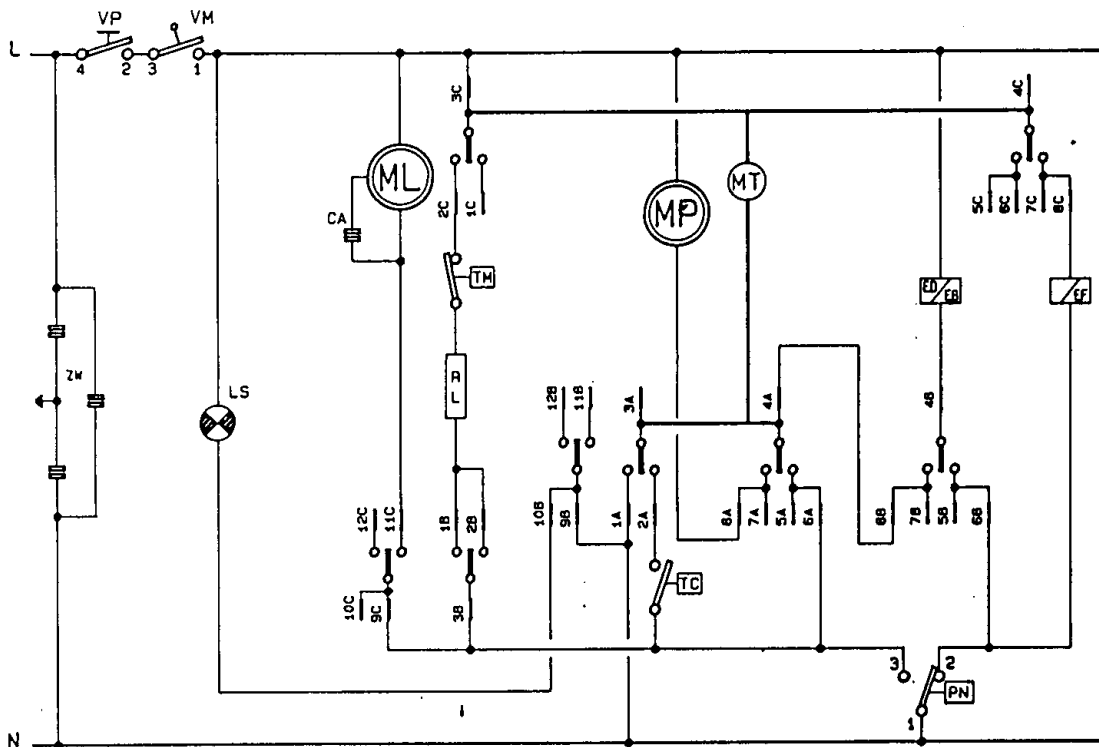 VP
VM
L
4
2
3
1
3C
4C
ML
MT
2C
1C
MP
5C
6C
7C
8C
CA
TM
ED
EB
EF
ZW
LS
R
L
12B
11B
3A
4A
4B
12C
11C
1B
2B
10B
9B
1A
2A
8A
7A
5A
6A
8B
7B
5B
6B
TC
10C
9C
3B
3
2
PN
1
N